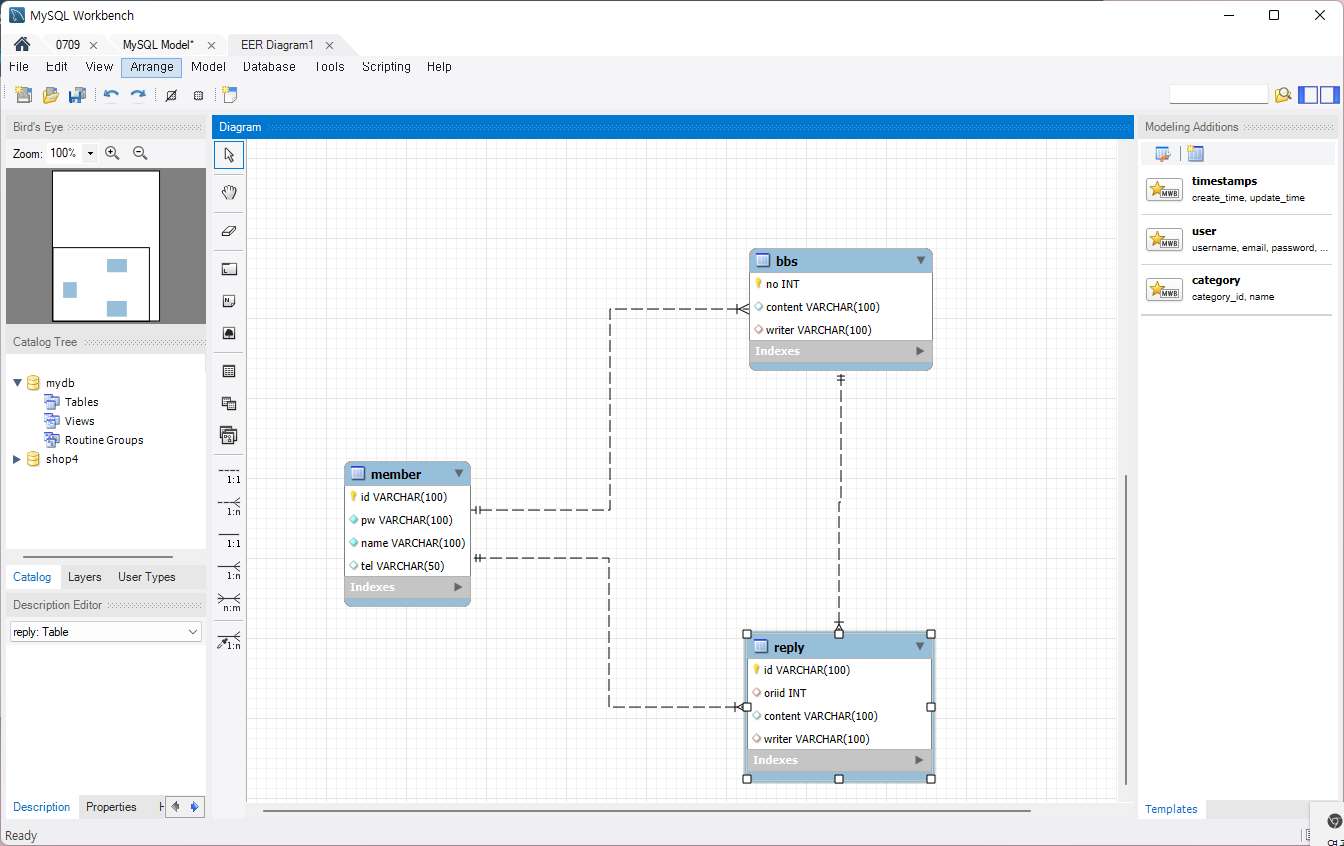 MySQL Workbench
0709
MySQL Model*
EER Diagram1
File Edit View Arrange Model Database Tools Scripting Help
Bird's Eye
Zoom: 100%
Catalog Tree
mydb
Tables
Views
Routine Groups
shop4
Catalog Layers User Types
Description Editor
reply: Table
Description Properties H
Ready
Diagram
1:1
1:n
1:1
1:n
n:m
1:n
member
id VARCHAR(100)
pw VARCHAR(100)
name VARCHAR(100)
tel VARCHAR(50)
Indexes
bbs
no INT
content VARCHAR(100)
writer VARCHAR(100)
Indexes
reply
id VARCHAR(100)
oriid INT
content VARCHAR(100)
writer VARCHAR(100)
Indexes
Modeling Additions
MWB
timestamps
create_time, update_time
MWB
user
username, email, password, ...
MWB
category
category_id, name
Templates